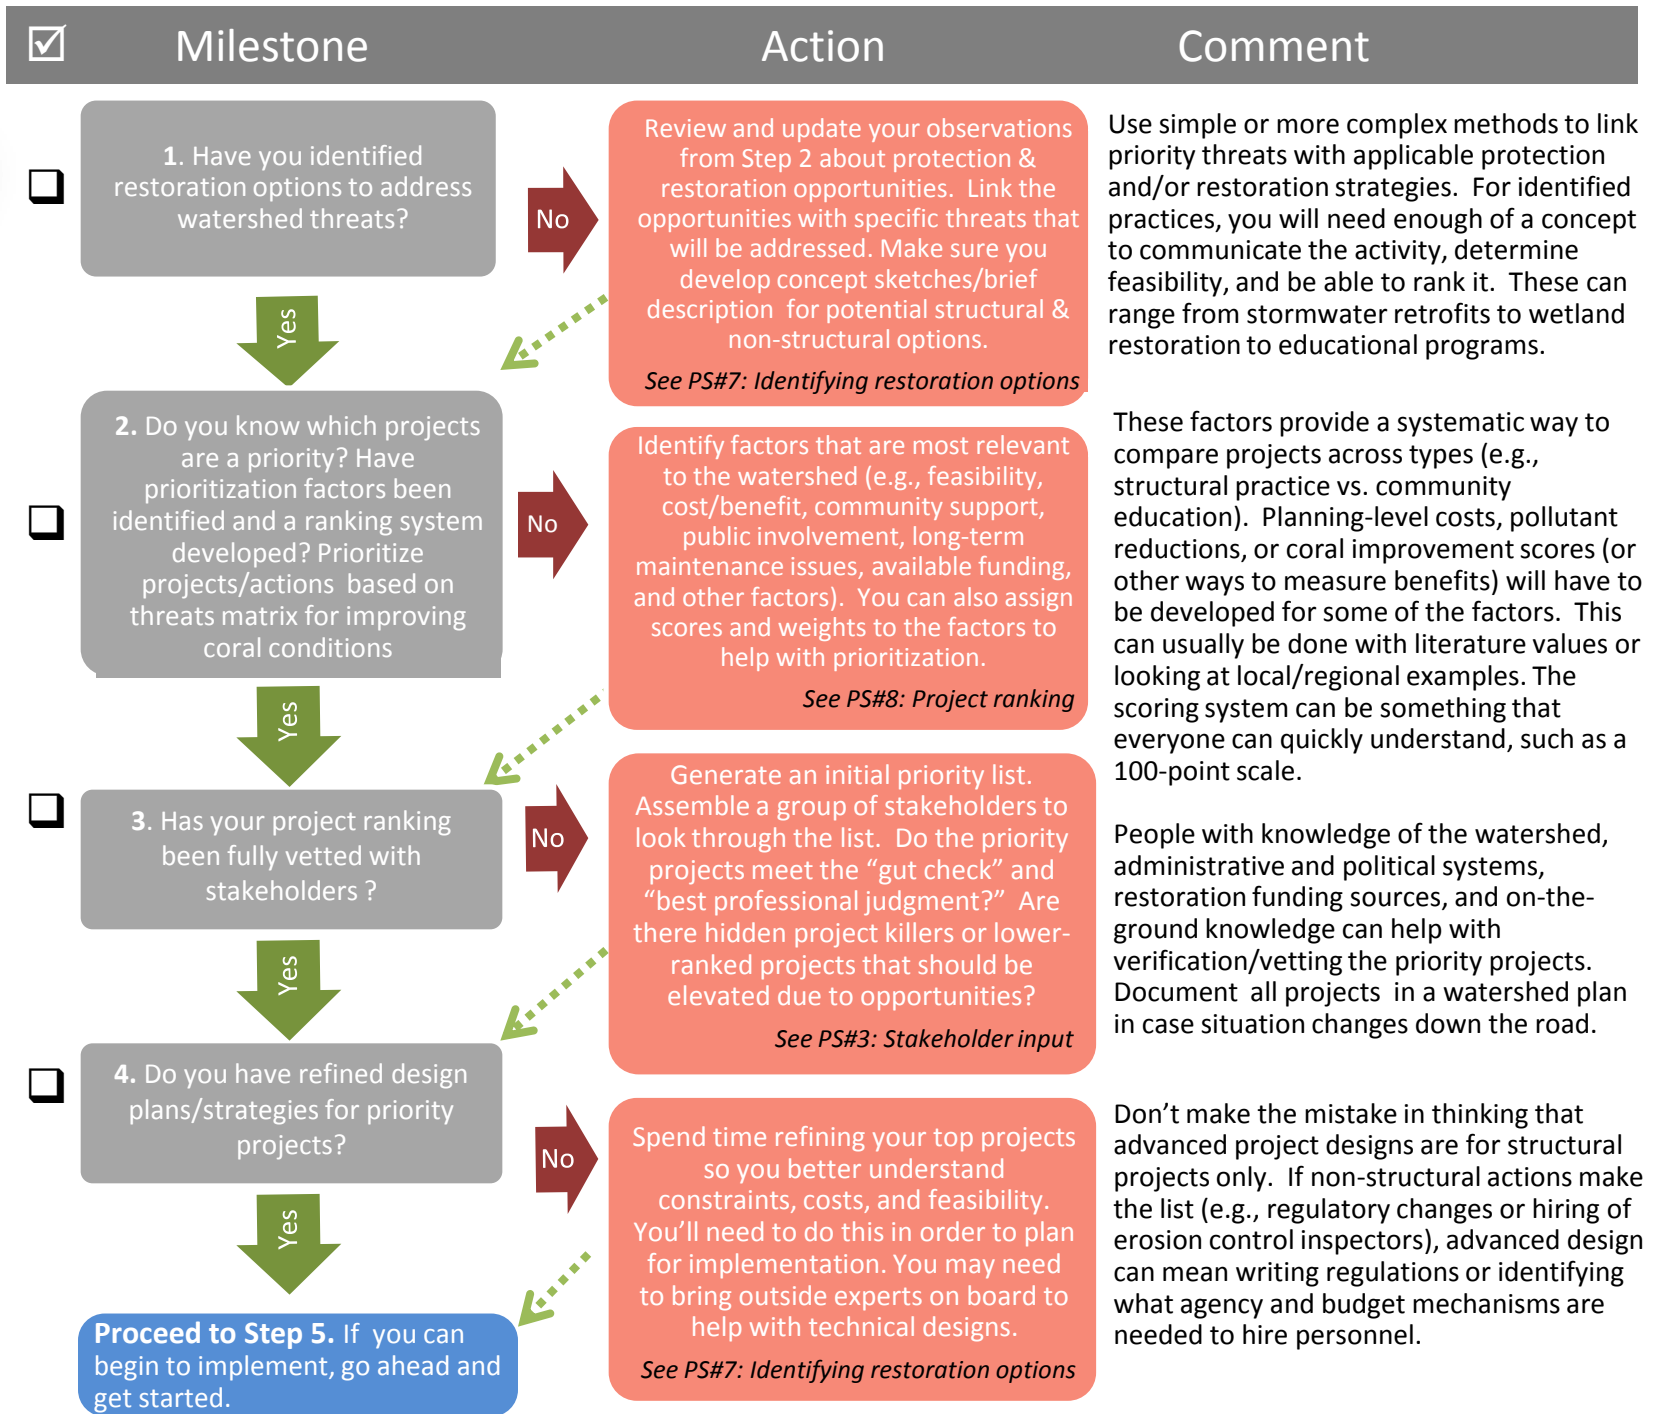 Milestone Action Comment
1. Have you identified
restoration options to address
watershed threats?
No
Review and update your observations
from Step 2 about protection &
restoration opportunities.  Link the
opportunities with specific threats that
will be addressed. Make sure you
develop concept sketches/brief
description  for potential structural &
non-structural options.
See PS#7: Identifying restoration options
Use simple or more complex methods to link
priority threats with applicable protection
and/or restoration strategies.  For identified
practices, you will need enough of a concept
to communicate the activity, determine
feasibility, and be able to rank it.  These can
range from stormwater retrofits to wetland
restoration to educational programs.
Yes
2. Do you know which projects
are a priority? Have
prioritization factors been
identified and a ranking system
developed? Prioritize
projects/actions  based on
threats matrix for improving
coral conditions
No
Identify factors that are most relevant
to the watershed (e.g., feasibility,
cost/benefit, community support,
public involvement, long-term
maintenance issues, available funding,
and other factors).  You can also assign
scores and weights to the factors to
help with prioritization.
See PS#8: Project ranking
These factors provide a systematic way to
compare projects across types (e.g.,
structural practice vs. community
education).  Planning-level costs, pollutant
reductions, or coral improvement scores (or
other ways to measure benefits) will have to
be developed for some of the factors.  This
can usually be done with literature values or
looking at local/regional examples. The
scoring system can be something that
everyone can quickly understand, such as a
100-point scale.
Yes
3. Has your project ranking
been fully vetted with
stakeholders ?
No
Generate an initial priority list.
Assemble a group of stakeholders to
look through the list.  Do the priority
projects meet the “gut check” and
“best professional judgment?”  Are
there hidden project killers or lower-
ranked projects that should be
elevated due to opportunities?
See PS#3: Stakeholder input
People with knowledge of the watershed,
administrative and political systems,
restoration funding sources, and on-the-
ground knowledge can help with
verification/vetting the priority projects.
Document  all projects  in a watershed plan
in case situation changes down the road.
Yes
4. Do you have refined design
plans/strategies for priority
projects?
No
Spend time refining your top projects
so you better understand
constraints, costs, and feasibility.
You’ll need to do this in order to plan
for implementation. You may need
to bring outside experts on board to
help with technical designs.
See PS#7: Identifying restoration options
Don’t make the mistake in thinking that
advanced project designs are for structural
projects only.  If non-structural actions make
the list (e.g., regulatory changes or hiring of
erosion control inspectors), advanced design
can mean writing regulations or identifying
what agency and budget mechanisms are
needed to hire personnel.
Yes
Proceed to Step 5. If  you can
begin to implement, go ahead and
get started.